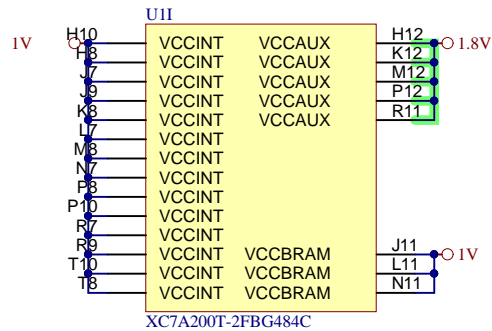 U1I
1V H10 VCCINT VCCAUX H12 1.8V
H8 VCCINT VCCAUX K12
J7 VCCINT VCCAUX M12
J9 VCCINT VCCAUX P12
K8 VCCINT VCCAUX R11
L7 VCCINT
M8 VCCINT
N7 VCCINT
P8 VCCINT
P10 VCCINT
R7 VCCINT
R9 VCCINT VCCBRAM J11 1V
T10 VCCINT VCCBRAM L11
T8 VCCINT VCCBRAM N11
XC7A200T-2FBG484C